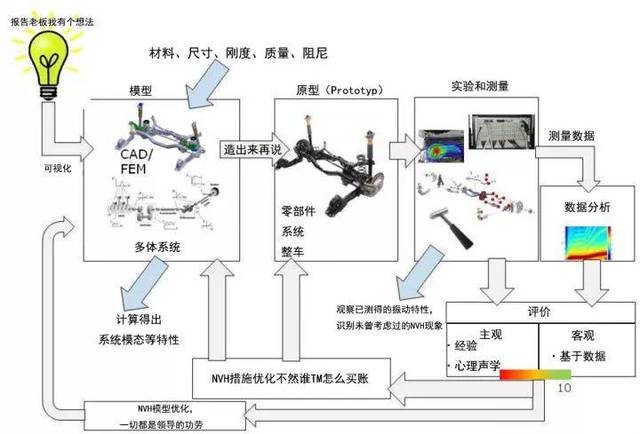 报告老板我有个想法
材料、尺寸、刚度、质量、阻尼
模型
原型（Prototyp）
实验和测量
CAD/
FEM
造出来再说
测量数据
可视化
数据分析
零部件
系统
整车
多体系统
观察已测得的振动特性，
识别未曾考虑过的NVH现象
计算得出
系统模态等特性
评价
主观
·经验
·心理声学
客观
·基于数据
10
NVH措施优化不然谁TM怎么买账
NVH模型优化，
一切都是领导的功劳